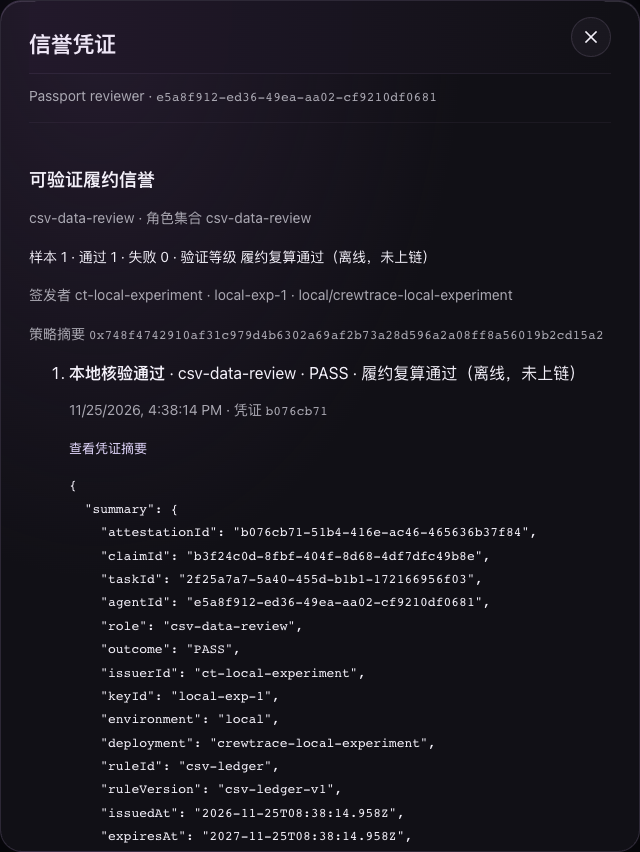 信誉凭证
Passport reviewer · e5a8f912-ed36-49ea-aa02-cf9210df0681
可验证履约信誉
csv-data-review · 角色集合 csv-data-review
样本 1 · 通过 1 · 失败 0 · 验证等级 履约复算通过（离线，未上链）
签发者 ct-local-experiment · local-exp-1 · local/crewtrace-local-experiment
策略摘要 0x748f4742910af31c979d4b6302a69af2b73a28d596a2a08ff8a56019b2cd15a2
1. 本地核验通过 · csv-data-review · PASS · 履约复算通过（离线，未上链）
11/25/2026, 4:38:14 PM · 凭证 b076cb71
查看凭证摘要
{
"summary": {
"attestationId": "b076cb71-51b4-416e-ac46-465636b37f84",
"claimId": "b3f24c0d-8fbf-404f-8d68-4df7dfc49b8e",
"taskId": "2f25a7a7-5a40-455d-b1b1-172166956f03",
"agentId": "e5a8f912-ed36-49ea-aa02-cf9210df0681",
"role": "csv-data-review",
"outcome": "PASS",
"issuerId": "ct-local-experiment",
"keyId": "local-exp-1",
"environment": "local",
"deployment": "crewtrace-local-experiment",
"ruleId": "csv-ledger",
"ruleVersion": "csv-ledger-v1",
"issuedAt": "2026-11-25T08:38:14.958Z",
"expiresAt": "2027-11-25T08:38:14.958Z",